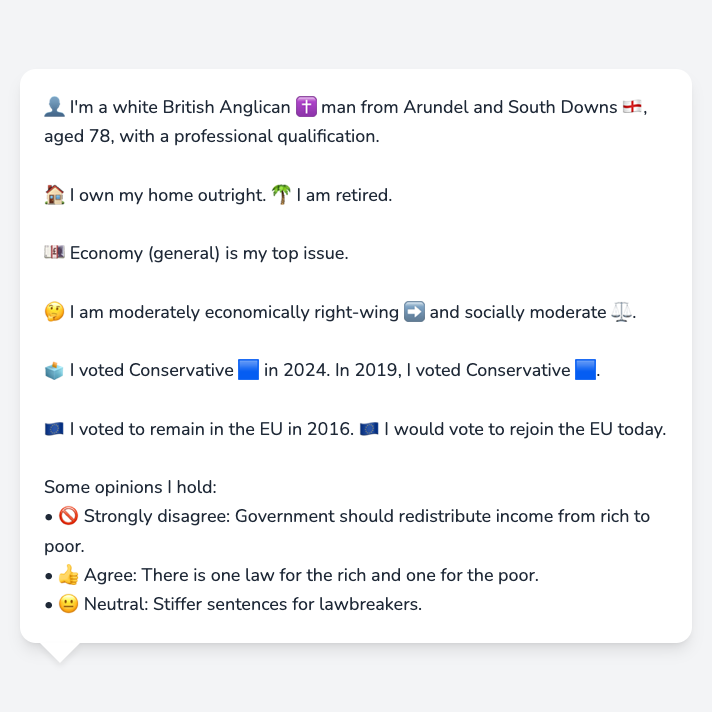 👤 I'm a white British Anglican ✝️ man from Arundel and South Downs 🏴󠁧󠁢󠁥󠁮󠁧󠁿,
aged 78, with a professional qualification.
🏠 I own my home outright. 🌴 I am retired.
💷 Economy (general) is my top issue.
🤔 I am moderately economically right-wing ➡️ and socially moderate ⚖️.
🗳️ I voted Conservative 🟦 in 2024. In 2019, I voted Conservative 🟦.
🇪🇺 I voted to remain in the EU in 2016. 🇪🇺 I would vote to rejoin the EU today.
Some opinions I hold:
• 🚫 Strongly disagree: Government should redistribute income from rich to
poor.
• 👍 Agree: There is one law for the rich and one for the poor.
• 😐 Neutral: Stiffer sentences for lawbreakers.